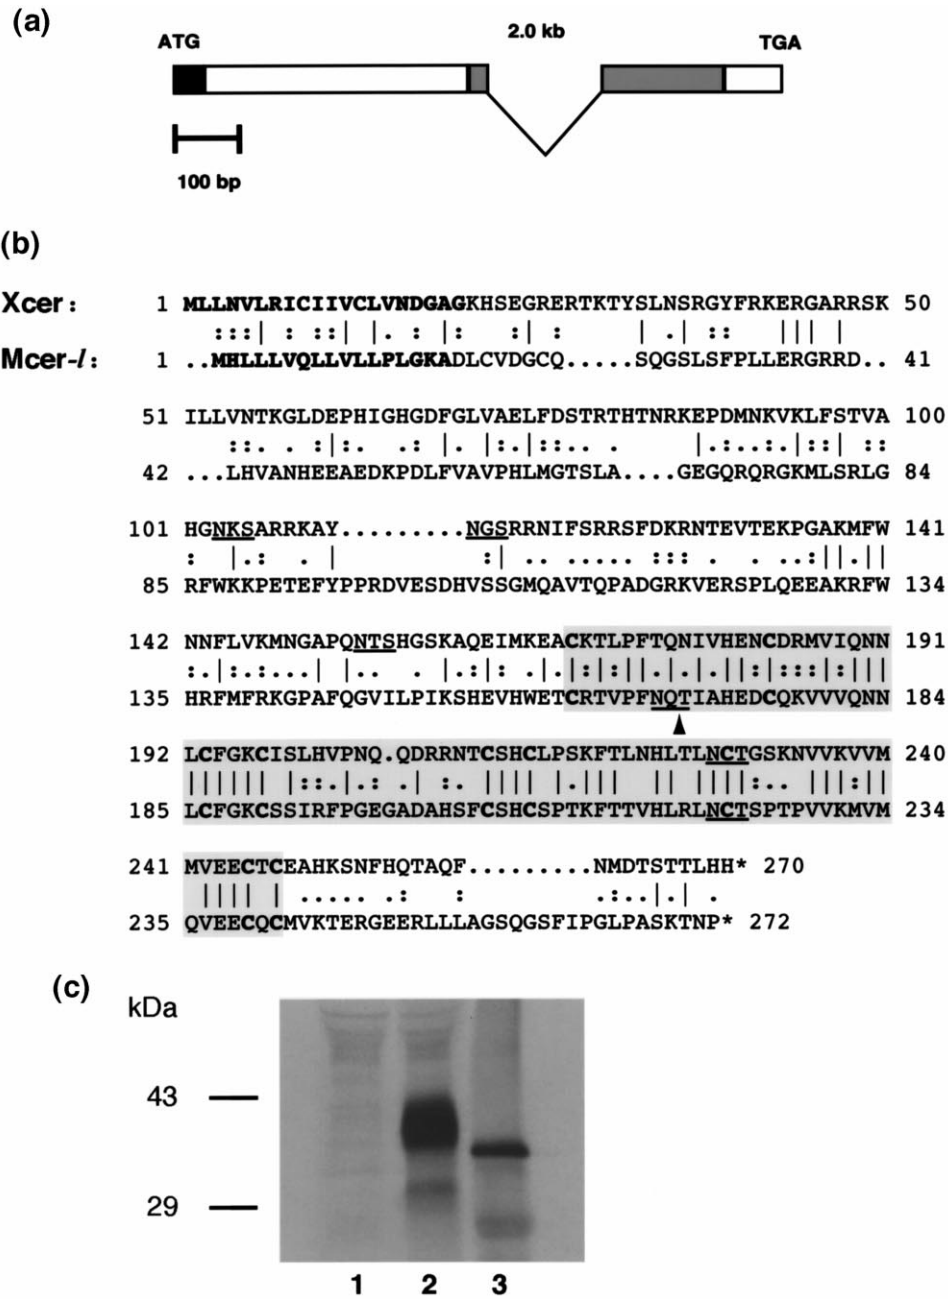 (a)
ATG 2.0 kb TGA
100 bp
(b)
Xcer: 1 MLLNVLRICIIVCLVNDGAGKHSEGRERTKTYSLNSRGYFRKERGARRSK 50
Mcer-l: 1 ..MHLLLVQLLVLLPLGKADLCVDGCQ.....SQGSLSFPLLERGRRD.. 41
51 ILLVNTKGLDEPHIGHGDFGLVAELFDSTRTHTNRKEPDMNKVKLFSTVA 100
42 ...LHVANHEEAEDKPDLFVAVPHLMGTSLA....GEGQRQRGKMLSRLG 84
101 HGNKSARRKAY.........NGSRRNIFSRRSFDKRNTEVTEKPGAKMFW 141
85 RFWKKPETEFYPPRDVESDHVSSGMQAVTQPADGRKVERSPLQEEAKRFW 134
142 NNFLVKMNGAPQNTSHGSKAQEIMKEACKTLPFTQNIVHENCDRMVIQNN 191
135 HRFMFRKGPAFQGVILPIKSHEVHWETCRTVPFNQTIAHEDCQKVVVQNN 184
192 LCFGKCISLHVPNQ.QDRRNTCSHCLPSKFTLNHLTLNCTGSKNVVKVVM 240
185 LCFGKCSSIRFPGEGADAHSFCSHCSPTKFTTVHLRLNCTSPTPVVKMVM 234
241 MVEECTCEAHKSNFHQTAQF.........NMDTSTTLHH* 270
235 QVEECQCMVKTERGEERLLLAGSQGSFIPGLPASKTNP* 272
(c)
kDa
43
29
1 2 3